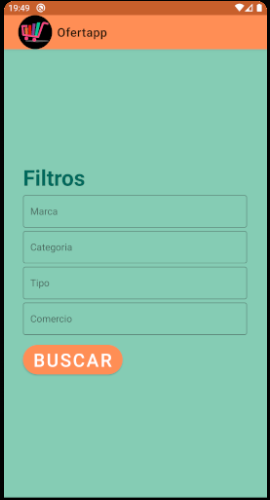 19:49
Ofertapp
Filtros
Marca
Categoria
Tipo
Comercio
BUSCAR